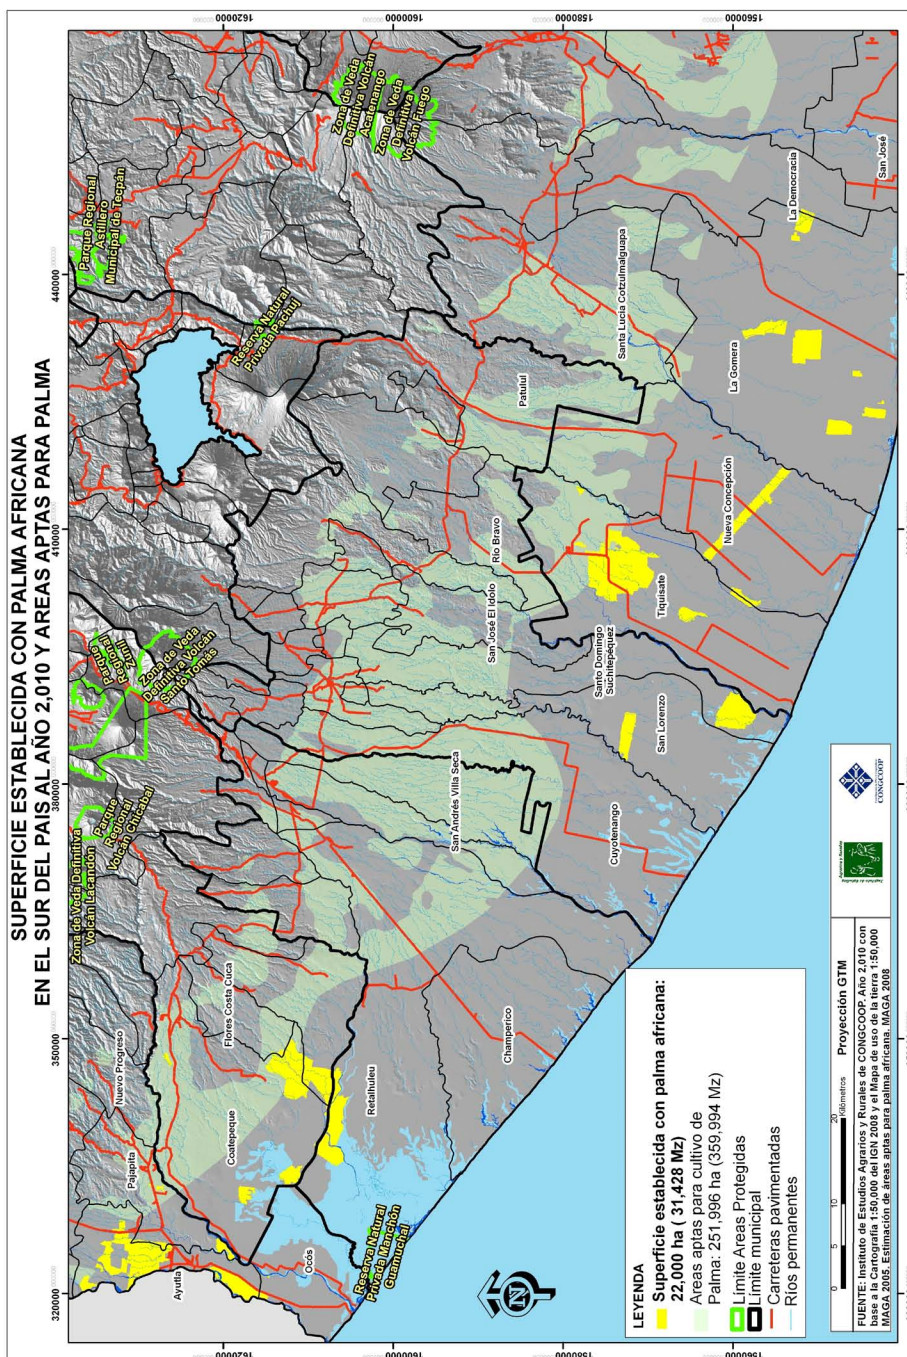 SUPERFICIE ESTABLECIDA CON PALMA AFRICANA
EN EL SUR DEL PAIS AL AÑO 2,010 Y AREAS APTAS PARA PALMA
320000
350000
380000
410000
440000
1620000
1600000
1580000
1560000
Zona de Veda Definitiva
Volcán Lacandón
Parque
Regional
Volcán Chicabal
Parque
Regional
Zunil
Zona de Veda
Definitiva Volcán
Santo Tomás
Parque Regional
Astillero
Municipal de Tecpán
Reserva Natural
Privada Pachuj
Zona de Veda
Definitiva Volcán
Acatenango
Zona de Veda
Definitiva
Volcán Fuego
Nuevo Progreso
Pajapita
Ayutla
Flores Costa Cuca
Coatepeque
Ocós
Reserva Natural
Privada Manchón
Guamuchal
Retalhuleu
Champerico
San Andrés Villa Seca
Cuyotenango
San José El Idolo
Santo Domingo
Suchitepéquez
San Lorenzo
Río Bravo
Patulul
Tiquisate
Nueva Concepción
Santa Lucia Cotzulmalguapa
La Gomera
La Democracia
San José
N
LEYENDA
Superficie establecida con palma africana:
22,000 ha ( 31,428 Mz)
Areas aptas para cultivo de
Palma: 251,996 ha (359,994 Mz)
Limite Areas Protegidas
Limite municipal
Carreteras pavimentadas
Rios permanentes
0 5 10 20
Kilómetros
Proyección GTM
FUENTE: Instituto de Estudios Agrarios y Rurales de CONGCOOP. Año 2,010 con
base a la Cartografía 1:50,000 del IGN 2008 y el Mapa de uso de la tierra 1:50,000
MAGA 2005. Estimación de áreas aptas para palma africana. MAGA 2008
CONGCOOP